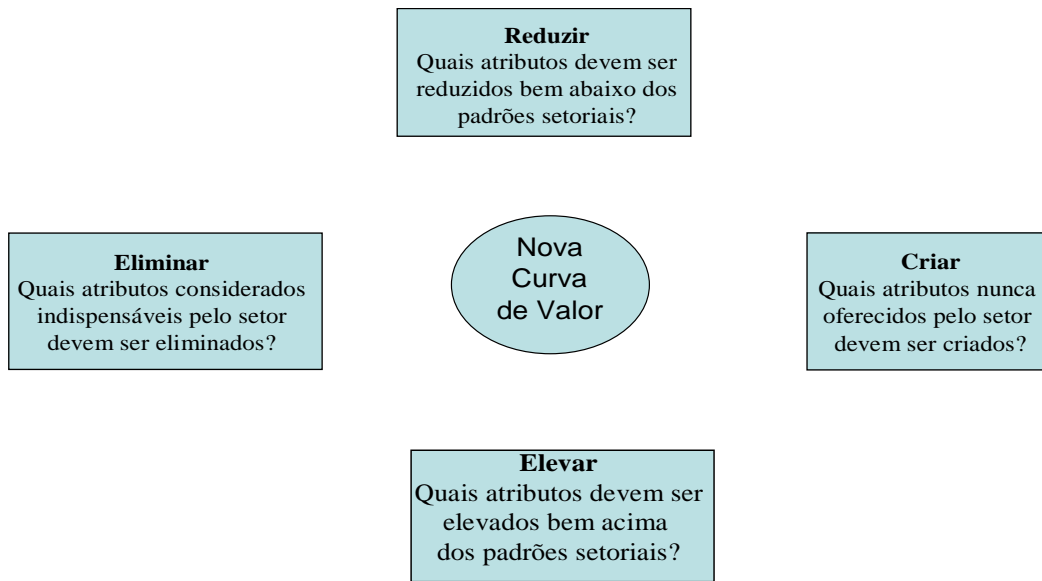 Reduzir
Quais atributos devem ser
reduzidos bem abaixo dos
padrões setoriais?
Eliminar
Quais atributos considerados
indispensáveis pelo setor
devem ser eliminados?
Nova
Curva
de Valor
Criar
Quais atributos nunca
oferecidos pelo setor
devem ser criados?
Elevar
Quais atributos devem ser
elevados bem acima
dos padrões setoriais?